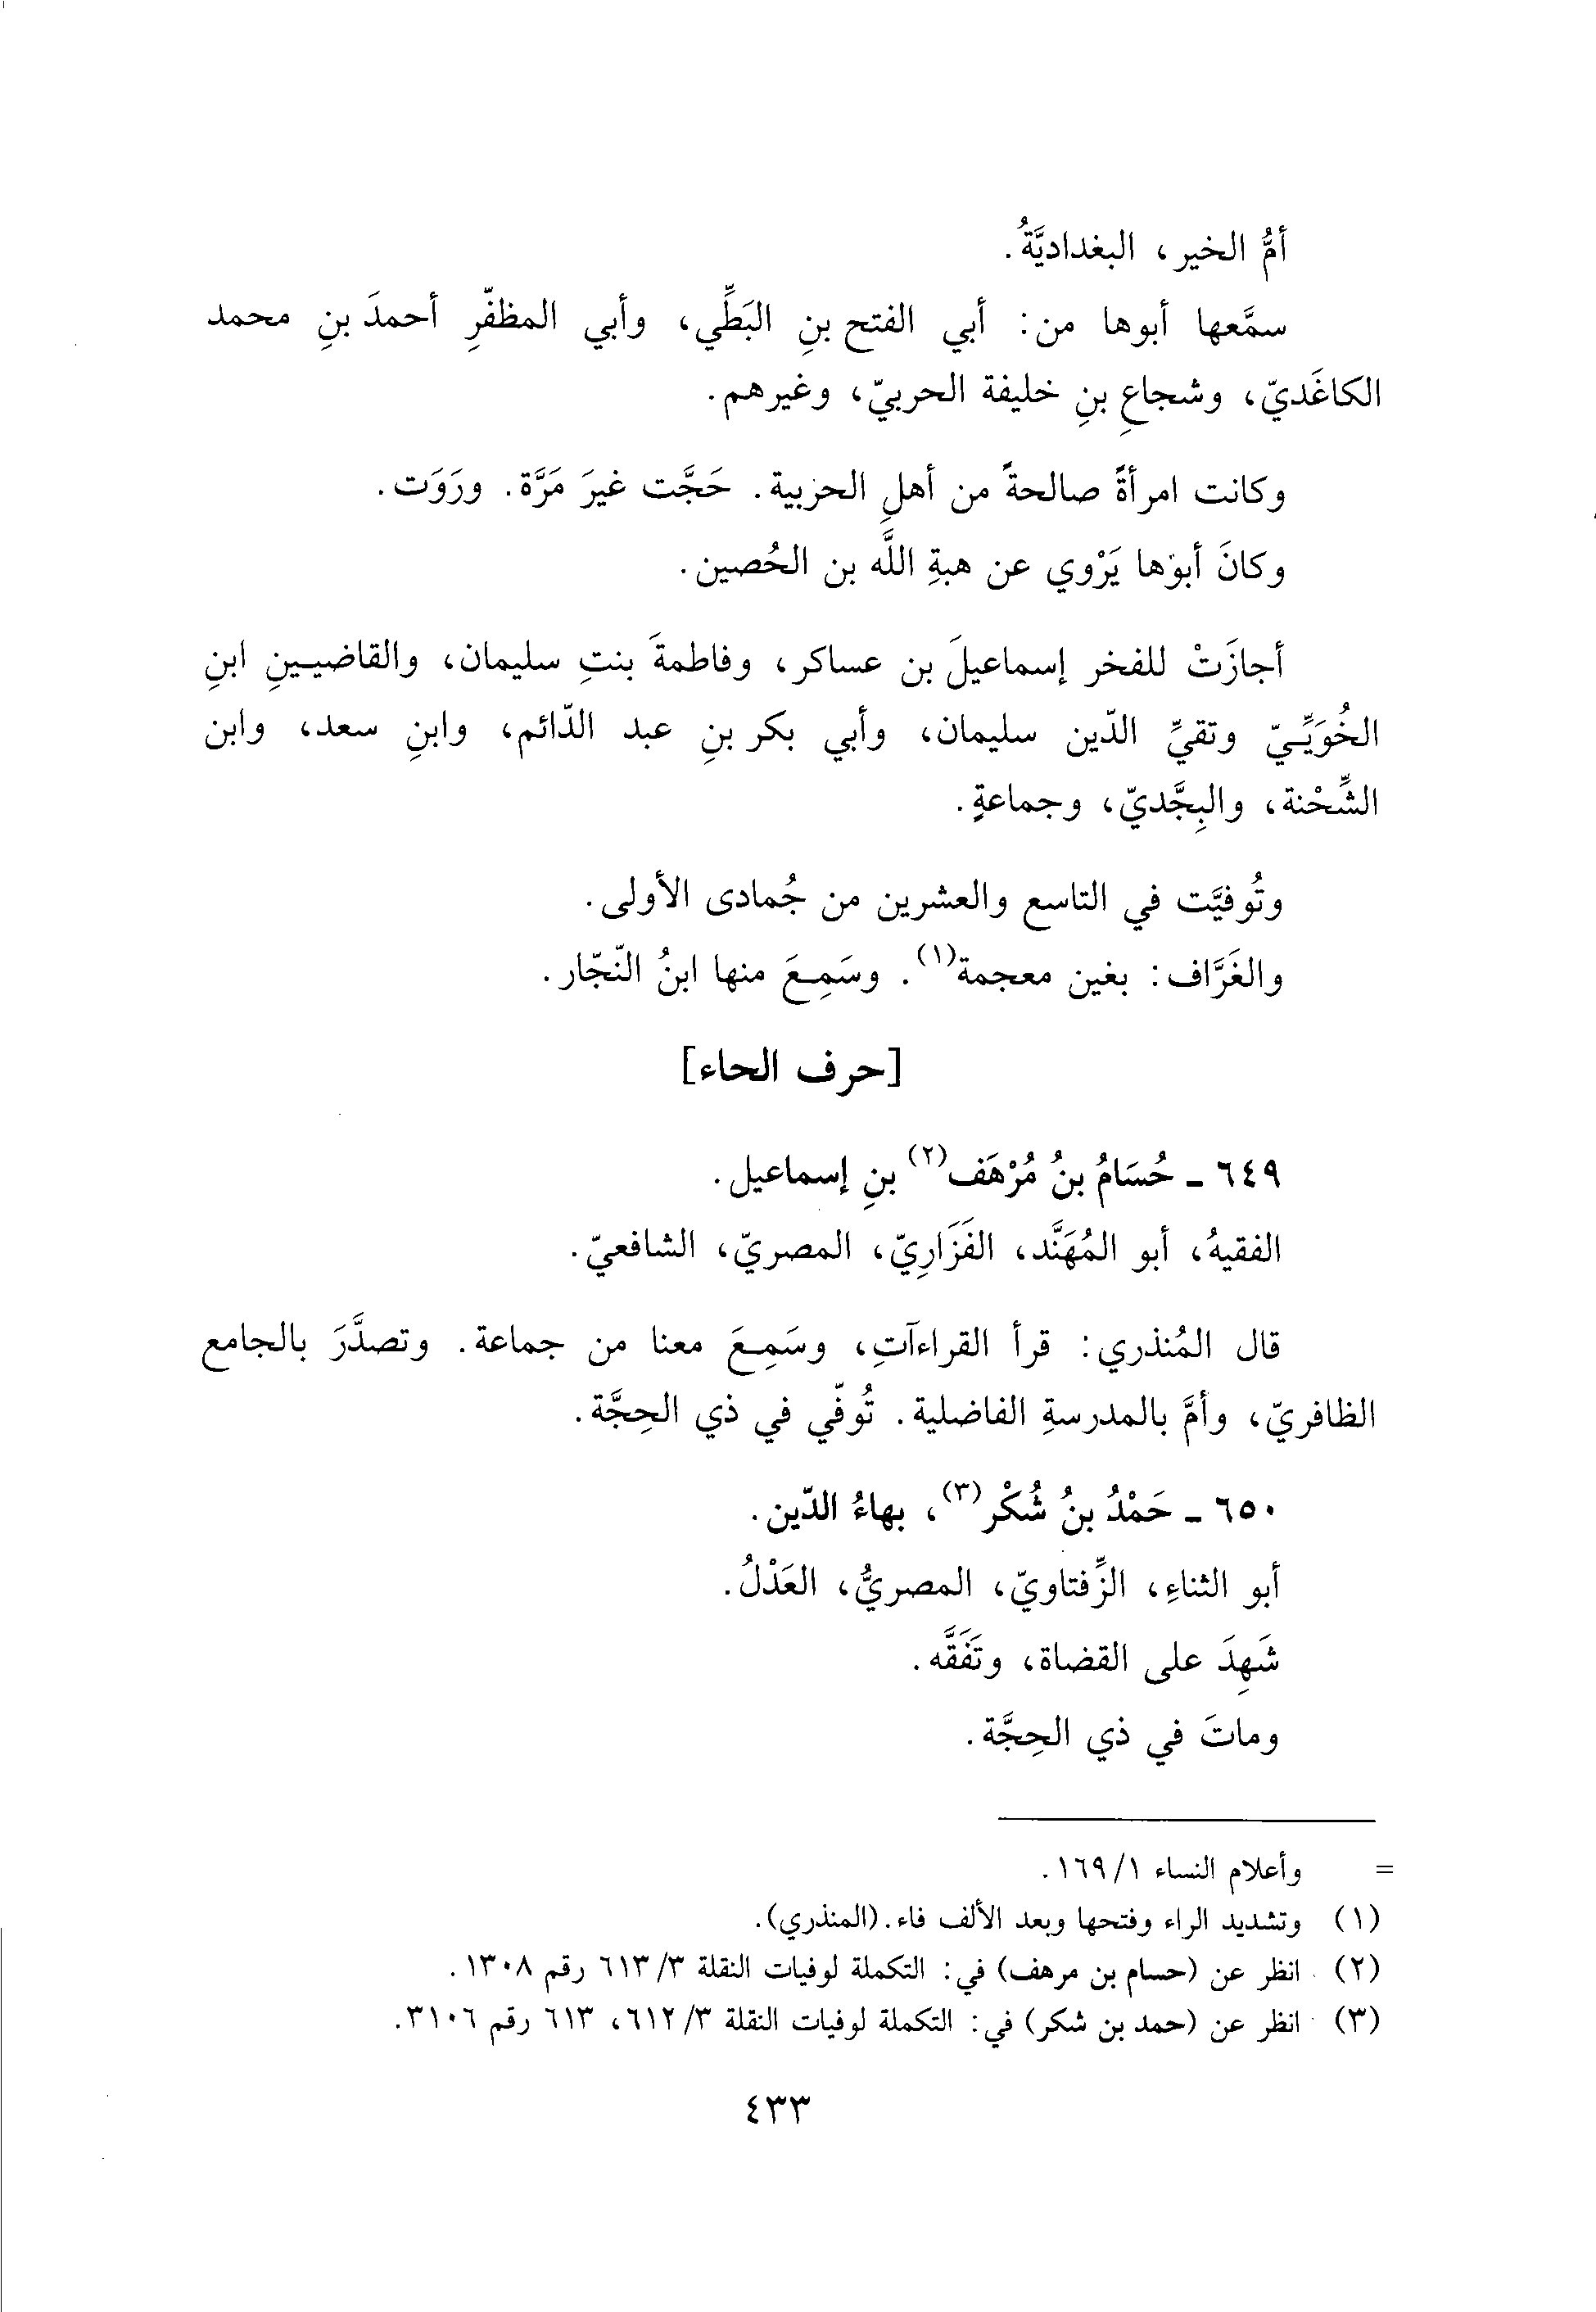 أمُّ الخير، البغداديَّةُ.
سمَّعها أبوها من: أبي الفتح بنِ البَطِّي، وأبي المظفّرِ أحمدَ بنِ محمد
الكاغَديّ، وشجاعِ بنِ خليفة الحربيّ، وغيرهم.
وكانت امرأةً صالحةً من أهلِ الحربية. حَجَّت غيرَ مَرَّة. ورَوَت.
وكانَ أبوها يَرْوي عن هبةِ اللَّه بن الحُصين.
أجازَتْ للفخر إسماعيلَ بن عساكر، وفاطمةَ بنتِ سليمان، والقاضيينِ ابنِ
الخُوَيِّيّ وتقيِّ الدّين سليمان، وأبي بكر بنِ عبد الدّائم، وابنِ سعد، وابن
الشِّحْنة، والبِجَّديّ، وجماعةٍ.
وتُوفيَّت في التاسع والعشرين من جُمادى الأولى.
والغَرَّاف: بغين معجمة(١). وسَمِعَ منها ابنُ النّجّار.
[حرف الحاء]
٦٤٩ - حُسَامُ بنُ مُرْهَف(٢) بنِ إسماعيل.
الفقيهُ، أبو المُهَنَّد، الفَزَارِيّ، المصريّ، الشافعيّ.
قال المُنذري: قرأ القراءآتِ، وسَمِعَ معنا من جماعة. وتصدَّرَ بالجامع
الظافريّ، وأمَّ بالمدرسةِ الفاضلية. تُوفّي في ذي الحِجَّة.
٦٥٠ - حَمْدُ بنُ شُكْر(٣)، بهاءُ الدّين.
أبو الثناءِ، الزِّفتاويّ، المصريُّ، العَدْلُ.
شَهِدَ على القضاة، وتَفَقَّه.
وماتَ في ذي الحِجَّة.
= وأعلام النساء ١/ ١٦٩.
(١) وتشديد الراء وفتحها وبعد الألف فاء. (المنذري).
(٢) انظر عن (حسام بن مرهف) في: التكملة لوفيات النقلة ٣/ ٦١٣ رقم ١٣٠٨.
(٣) انظر عن (حمد بن شكر) في: التكملة لوفيات النقلة ٣/ ٦١٢، ٦١٣ رقم ٣١٠٦.
٤٣٣